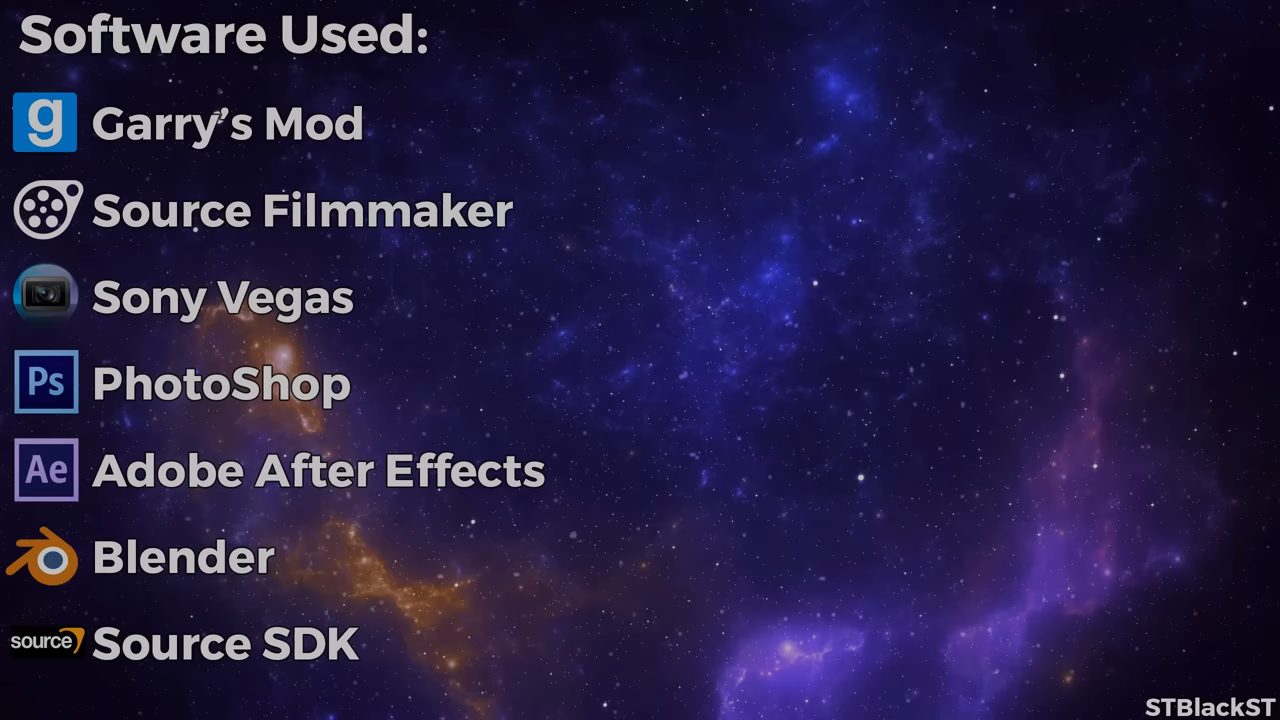 Software Used:
g Garry's Mod
Source Filmmaker
Sony Vegas
Ps PhotoShop
Ae Adobe After Effects
Blender
source Source SDK
STBlackST